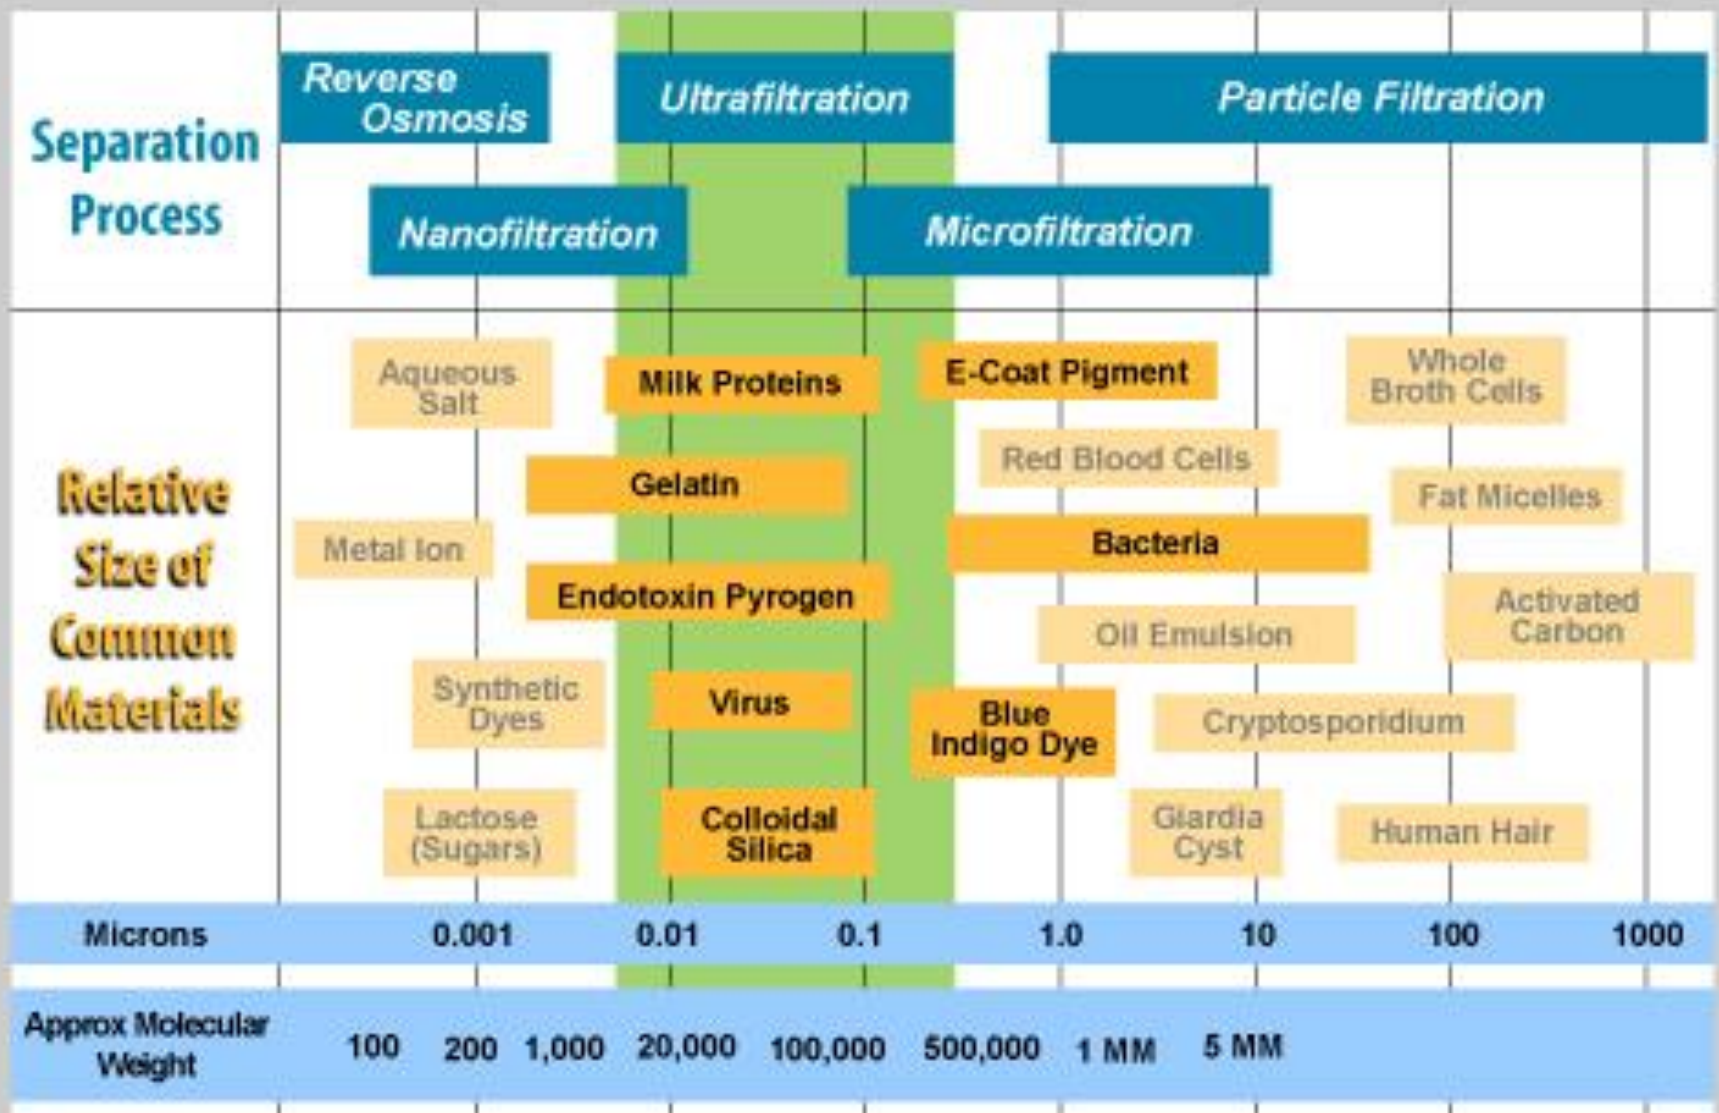 Separation
Process
Reverse
Osmosis
Ultrafiltration
Particle Filtration
Nanofiltration
Microfiltration
Relative
Size of
Common
Materials
Aqueous
Salt
Milk Proteins
E-Coat Pigment
Whole
Broth Cells
Red Blood Cells
Gelatin
Fat Micelles
Metal Ion
Bacteria
Endotoxin Pyrogen
Activated
Carbon
Oil Emulsion
Synthetic
Dyes
Virus
Blue
Indigo Dye
Cryptosporidium
Lactose
(Sugars)
Colloidal
Silica
Giardia
Cyst
Human Hair
Microns 0.001 0.01 0.1 1.0 10 100 1000
Approx Molecular
Weight
100 200 1,000 20,000 100,000 500,000 1 MM 5 MM